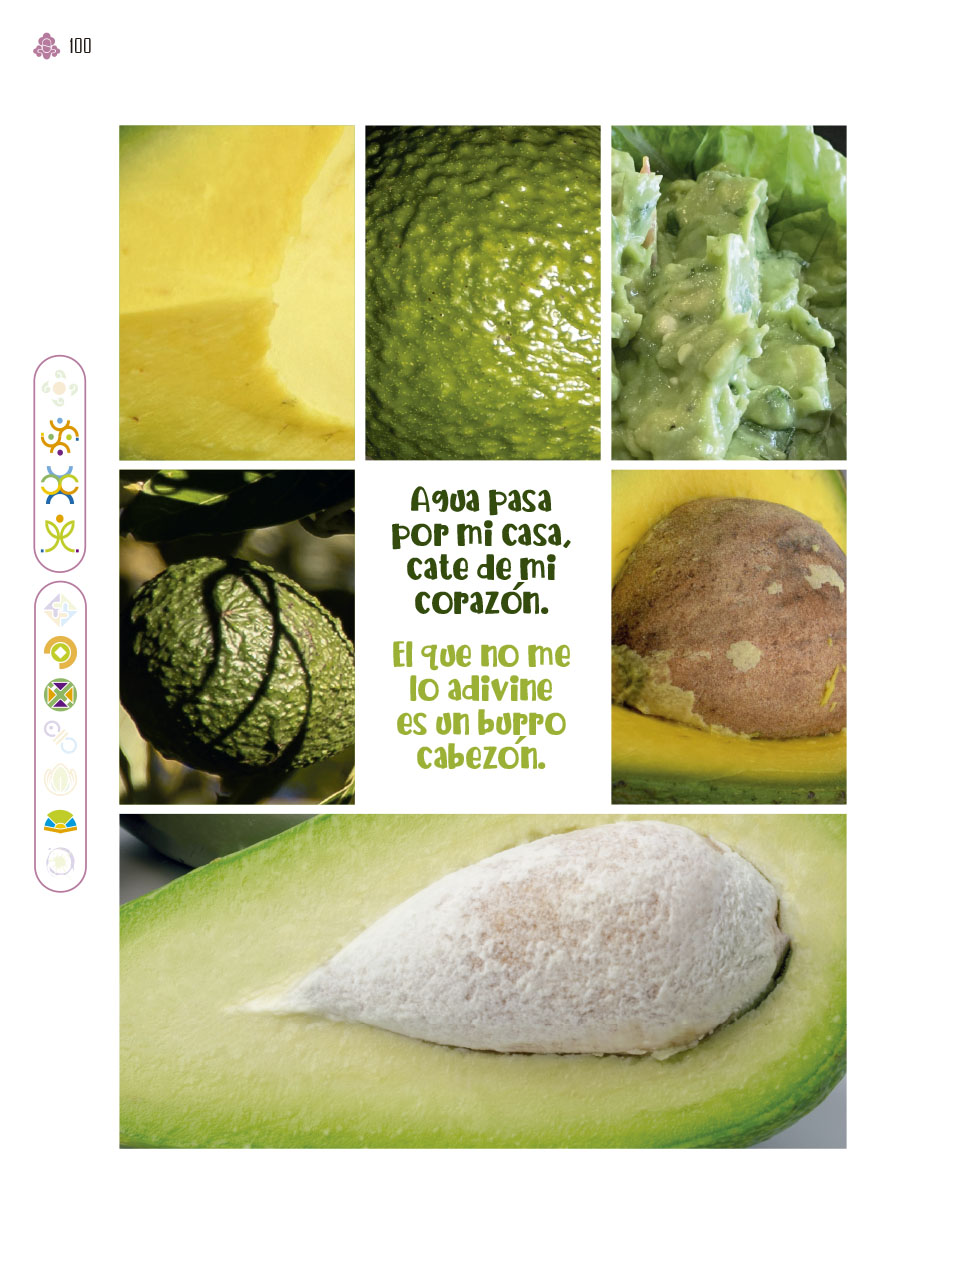 100
Agua pasa
por mi casa,
cate de mi
corazón.
El que no me
lo adivine
es un burro
cabezón.